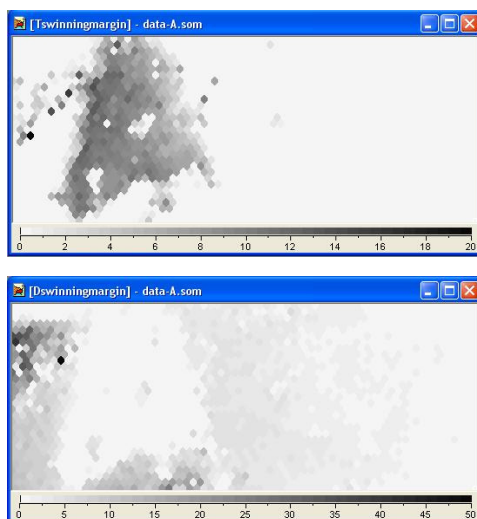 [Tswinningmargin] - data-A.som
0 2 4 6 8 10 12 14 16 18 20
[Dswinningmargin] - data-A.som
0 5 10 15 20 25 30 35 40 45 50